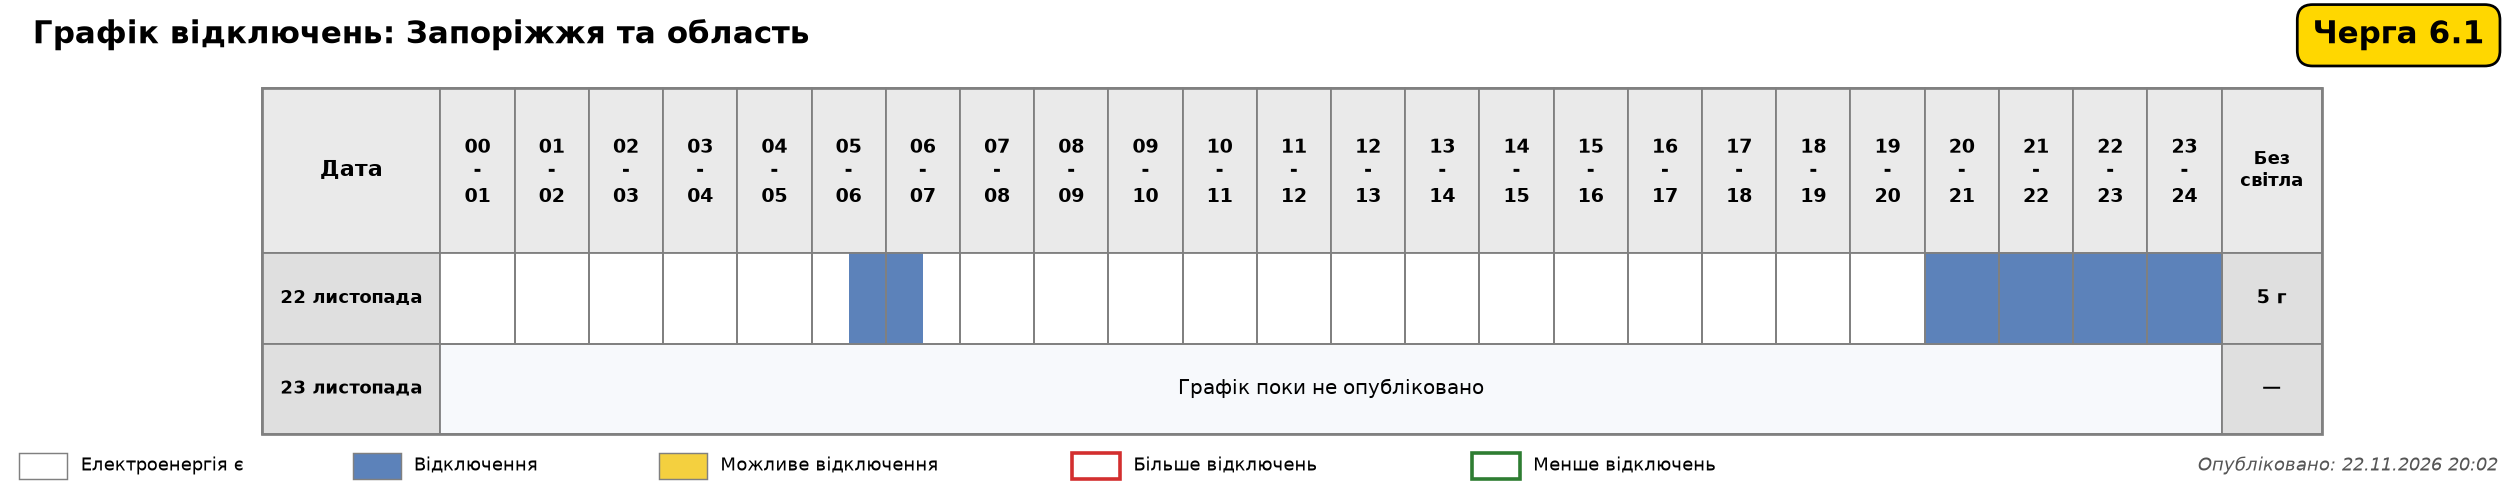 Графік відключень: Запоріжжя та область
Черга 6.1
Дата
00 - 01
01 - 02
02 - 03
03 - 04
04 - 05
05 - 06
06 - 07
07 - 08
08 - 09
09 - 10
10 - 11
11 - 12
12 - 13
13 - 14
14 - 15
15 - 16
16 - 17
17 - 18
18 - 19
19 - 20
20 - 21
21 - 22
22 - 23
23 - 24
Без
світла
22 листопада
5 г
23 листопада
Графік поки не опубліковано
—
Електроенергія є
Відключення
Можливе відключення
Більше відключень
Менше відключень
Опубліковано: 22.11.2026 20:02